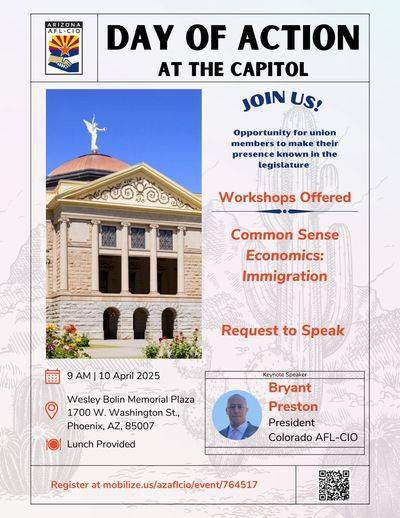 ARIZONA
AFL-CIO
DAY OF ACTION
AT THE CAPITOL
JOIN US!
Opportunity for union
members to make their
presence known in the
legislature
Workshops Offered
Common Sense
Economics:
Immigration
Request to Speak
9 AM | 10 April 2025
Wesley Bolin Memorial Plaza
1700 W. Washington St.,
Phoenix, AZ, 85007
Lunch Provided
Keynote Speaker
Bryant
Preston
President
Colorado AFL-CIO
Register at mobilize.us/azaflcio/event/764517